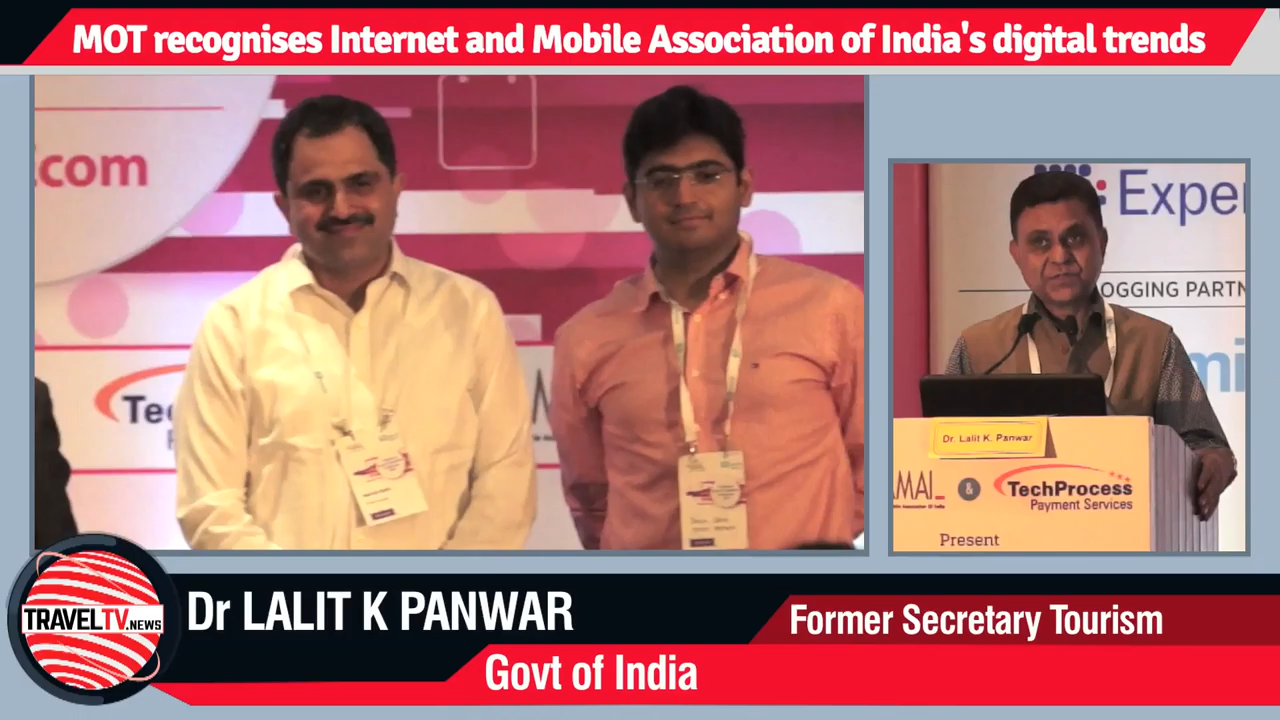 MOT recognises Internet and Mobile Association of India's digital trends
.com
Tec
Exper
OGGING PARTN
mi
Dr. Lalit K. Panwar
MAI
&
TechProcess
Payment Services
Present
TRAVELTV.NEWS
Dr LALIT K PANWAR
Former Secretary Tourism
Govt of India